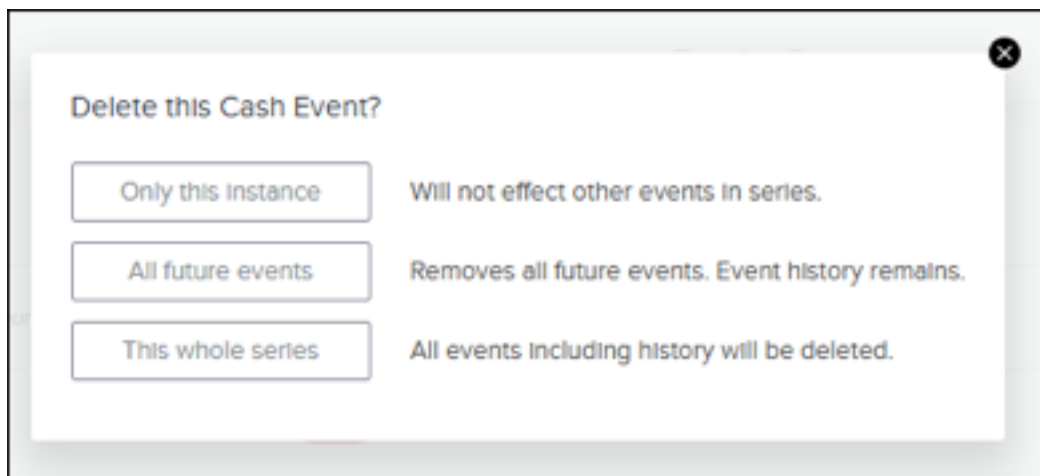 Delete this Cash Event?
Only this instance Will not effect other events in series.
All future events Removes all future events. Event history remains.
This whole series All events including history will be deleted.